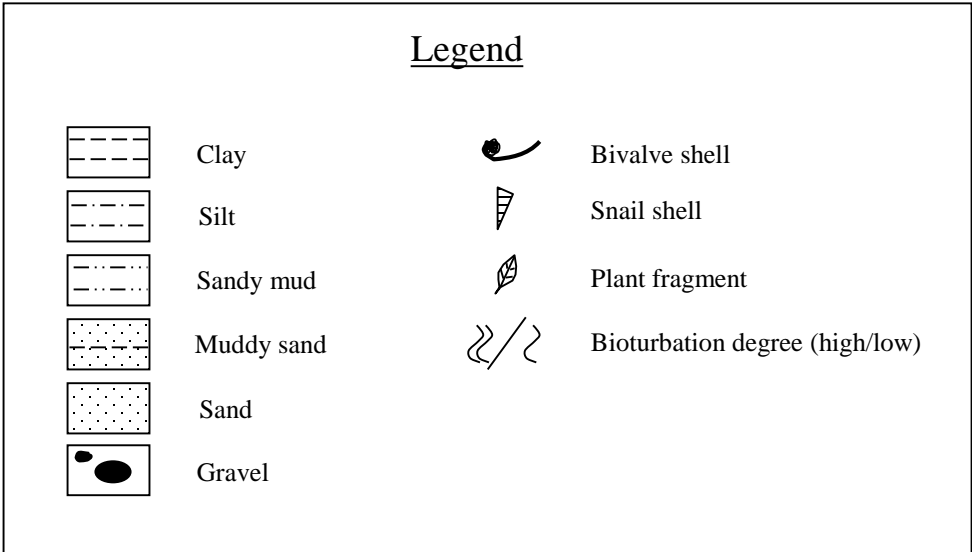 Legend
Clay
Silt
Sandy mud
Muddy sand
Sand
Gravel
Bivalve shell
Snail shell
Plant fragment
Bioturbation degree (high/low)